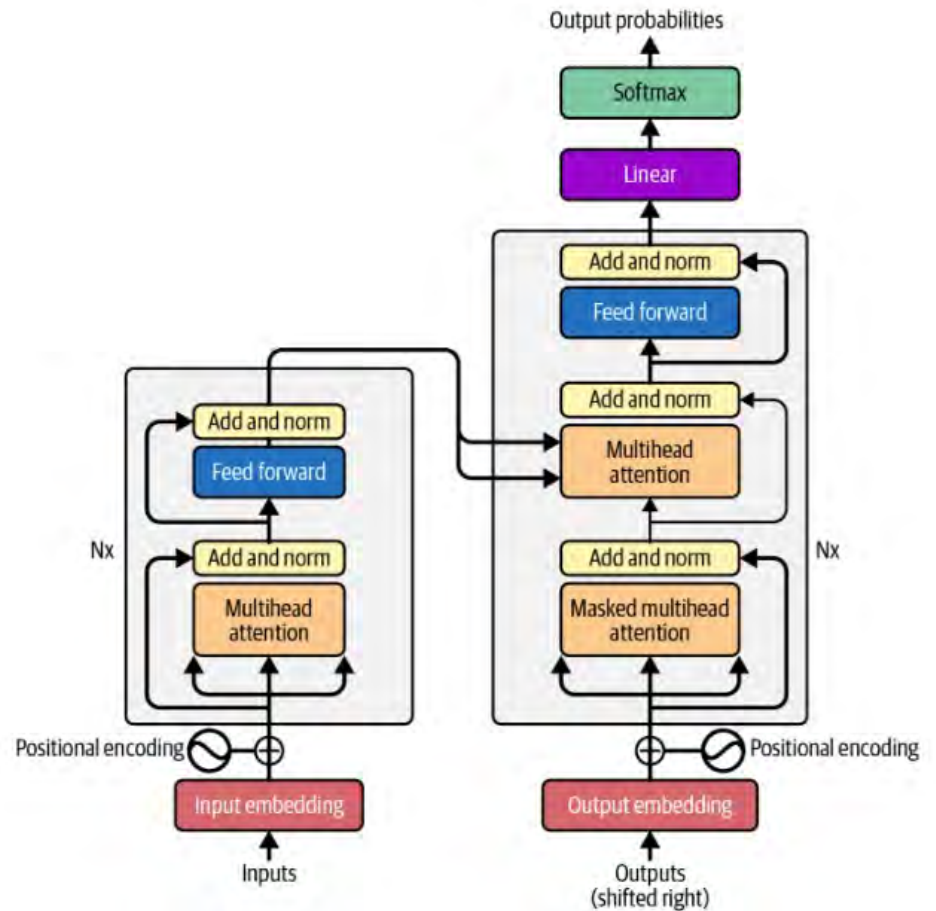 Output probabilities
Softmax
Linear
Add and norm
Feed forward
Add and norm
Multihead
attention
Add and norm
Masked multihead
attention
Nx
Positional encoding
Output embedding
Outputs
(shifted right)
Add and norm
Feed forward
Add and norm
Multihead
attention
Nx
Positional encoding
Input embedding
Inputs